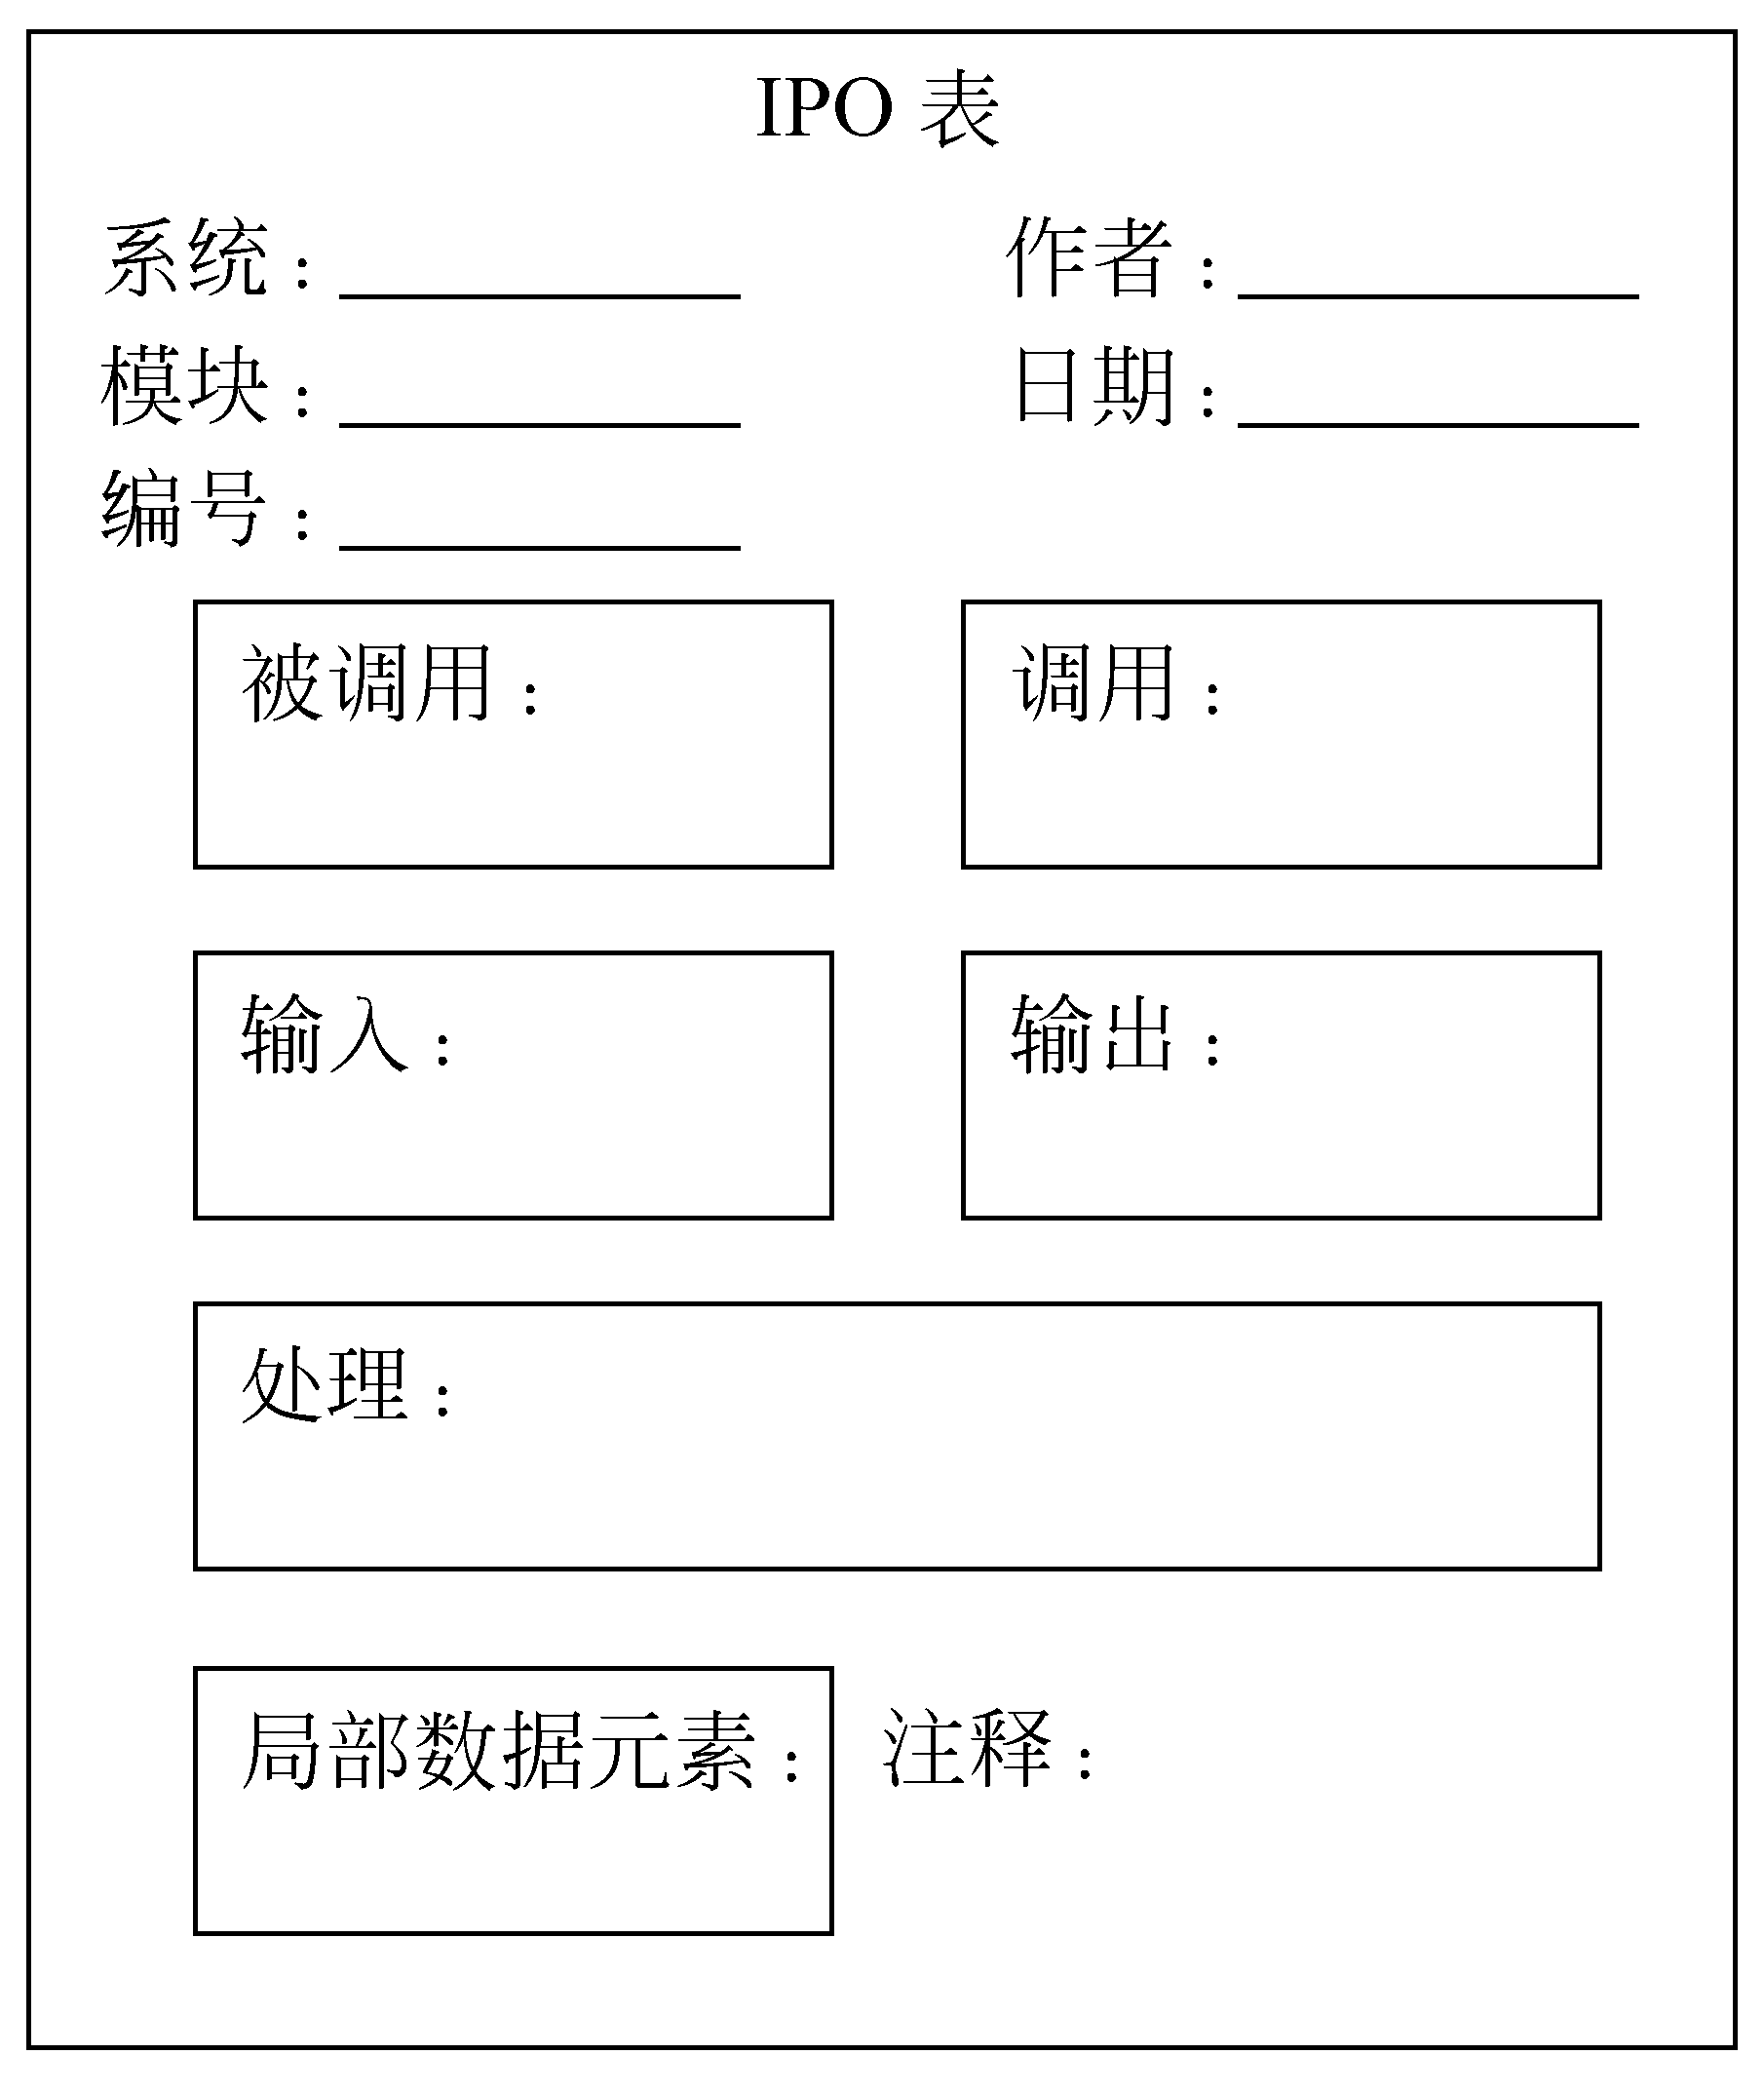 IPO 表
系统： 作者：
模块： 日期：
编号：
被调用： 调用：
输入： 输出：
处理：
局部数据元素： 注释：